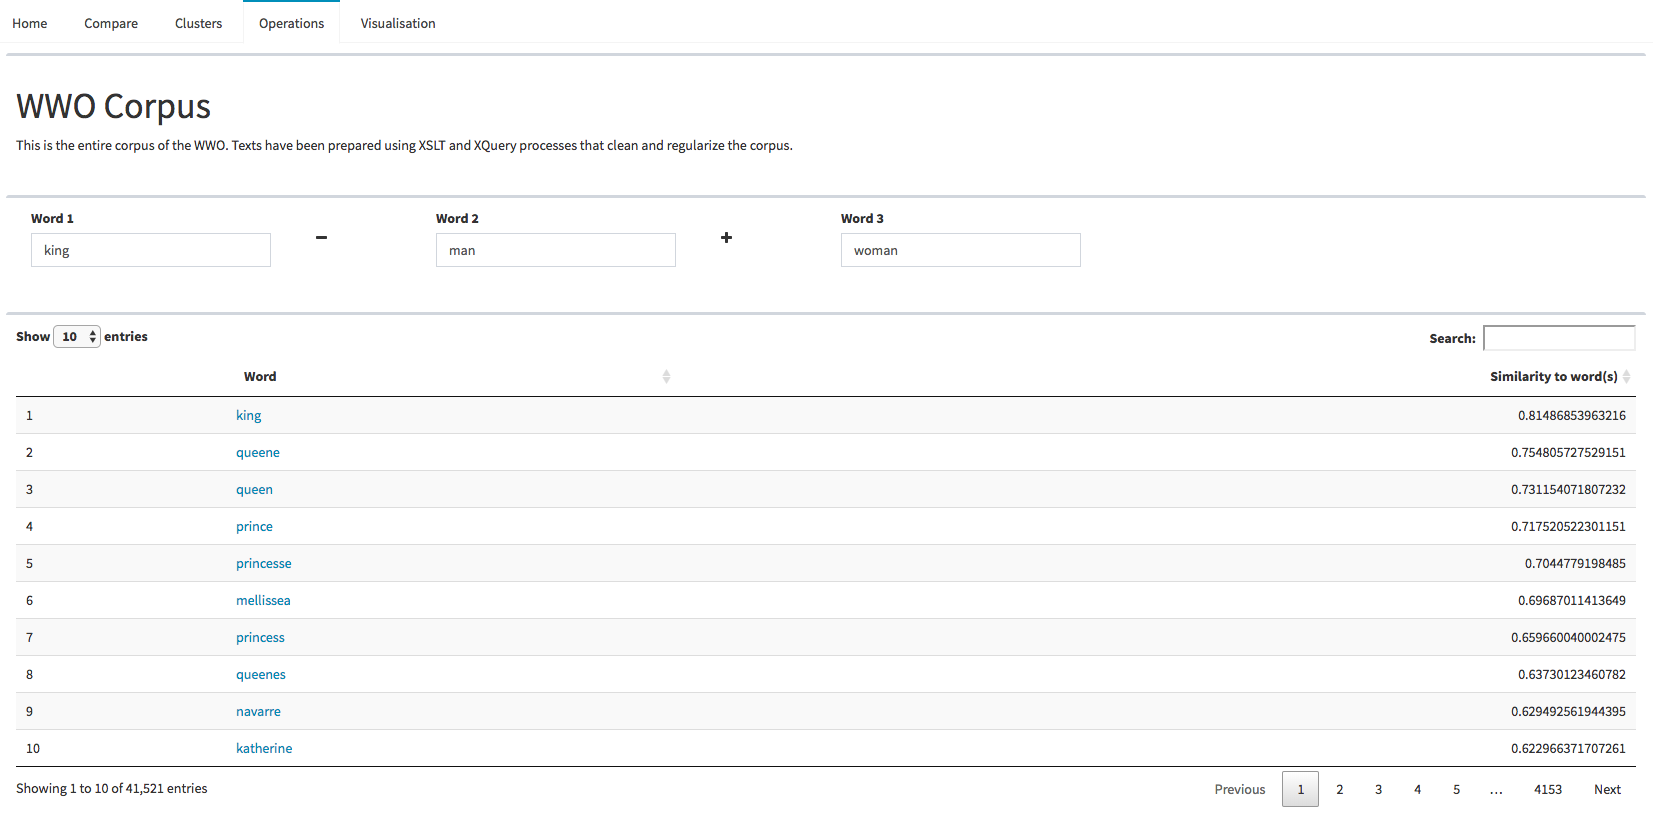 Home Compare Clusters Operations Visualisation
WWO Corpus
This is the entire corpus of the WWO. Texts have been prepared using XSLT and XQuery processes that clean and regularize the corpus.
Word 1 Word 2 Word 3
king − man + woman
Show 10 entries Search:
Word Similarity to word(s)
1 king 0.81486853963216
2 queene 0.754805727529151
3 queen 0.731154071807232
4 prince 0.717520522301151
5 princesse 0.7044779198485
6 mellissea 0.69687011413649
7 princess 0.659660040002475
8 queenes 0.63730123460782
9 navarre 0.629492561944395
10 katherine 0.622966371707261
Showing 1 to 10 of 41,521 entries Previous 1 2 3 4 5 … 4153 Next